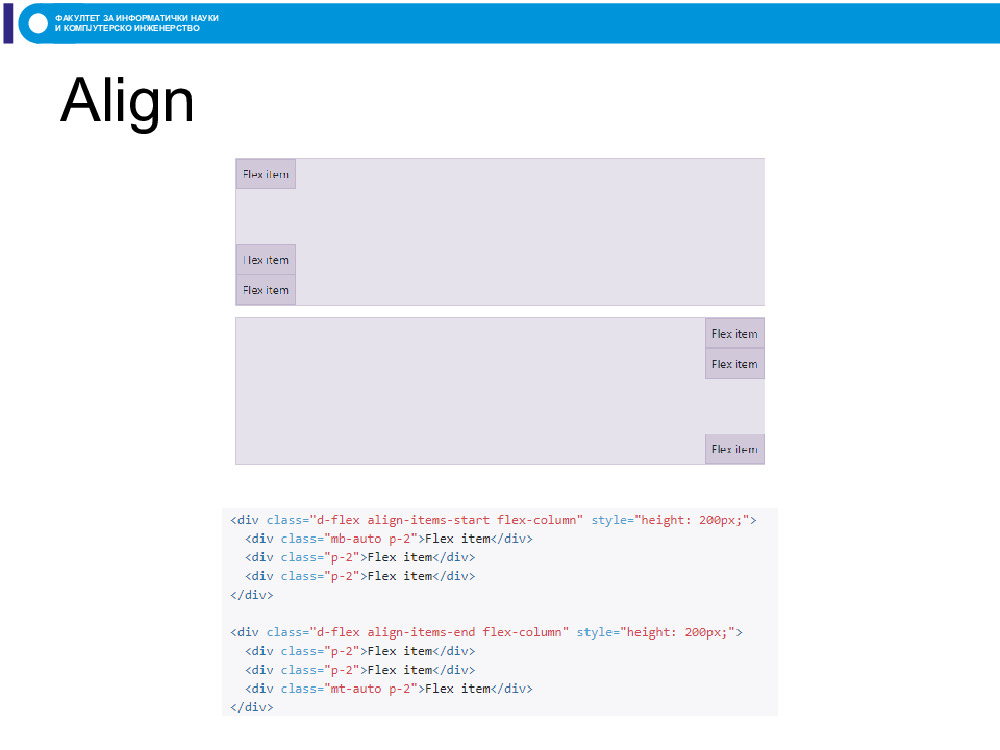 ФАКУЛТЕТ ЗА ИНФОРМАТИЧКИ НАУКИ
И КОМПЈУТЕРСКО ИНЖЕНЕРСТВО
Align
Flex item
Flex item
Flex item
Flex item
Flex item
Flex item
<div class="d-flex align-items-start flex-column" style="height: 200px;">
  <div class="mb-auto p-2">Flex item</div>
  <div class="p-2">Flex item</div>
  <div class="p-2">Flex item</div>
</div>
<div class="d-flex align-items-end flex-column" style="height: 200px;">
  <div class="p-2">Flex item</div>
  <div class="p-2">Flex item</div>
  <div class="mt-auto p-2">Flex item</div>
</div>